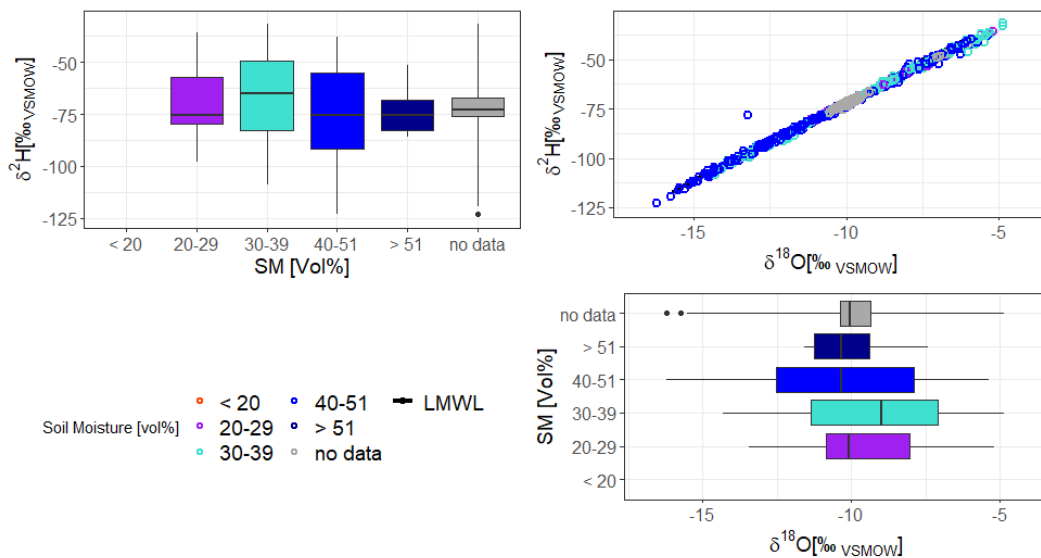 δ²H[‰ VSMOW]
-50
-75
-100
-125
< 20 20-29 30-39 40-51 > 51 no data
SM [Vol%]
δ²H[‰ VSMOW]
-50
-75
-100
-125
-15 -10 -5
δ¹⁸O[‰ VSMOW]
SM [Vol%]
no data
> 51
40-51
30-39
20-29
< 20
-15 -10 -5
δ¹⁸O[‰ VSMOW]
Soil Moisture [vol%]
< 20 40-51 LMWL
20-29 > 51
30-39 no data